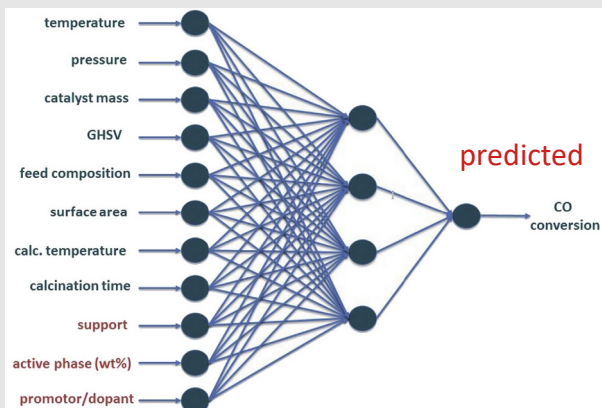 temperature
pressure
catalyst mass
GHSV
feed composition
surface area
calc. temperature
calcination time
support
active phase (wt%)
promotor/dopant
predicted
CO
conversion